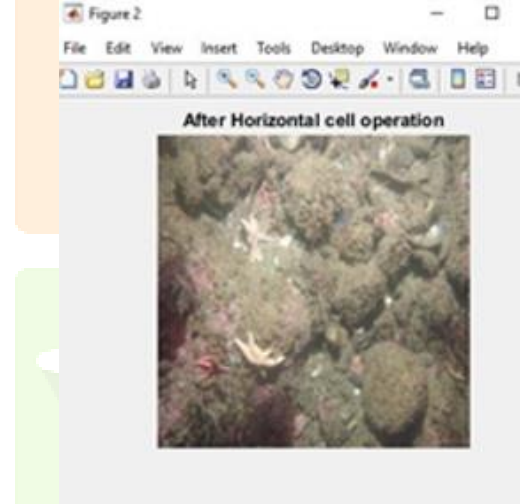 Figure 2
File Edit View Insert Tools Desktop Window Help
After Horizontal cell operation